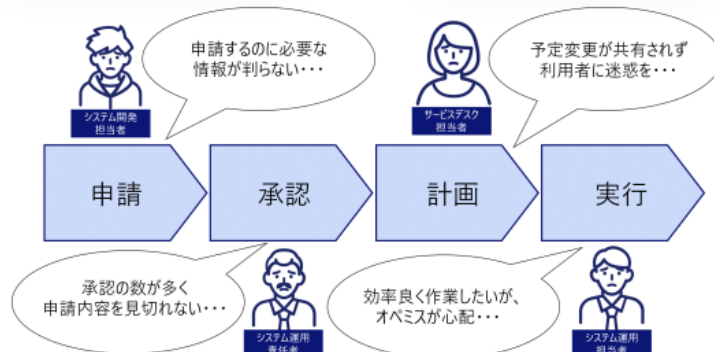 申請するのに必要な
情報が判らない・・・
システム開発
担当者
予定変更が共有されず
利用者に迷惑を・・・
サービスデスク
担当者
申請
承認
計画
実行
承認の数が多く
申請内容を見切れない・・・
システム運用
責任者
効率良く作業したいが、
オペミスが心配・・・
システム運用
担当者